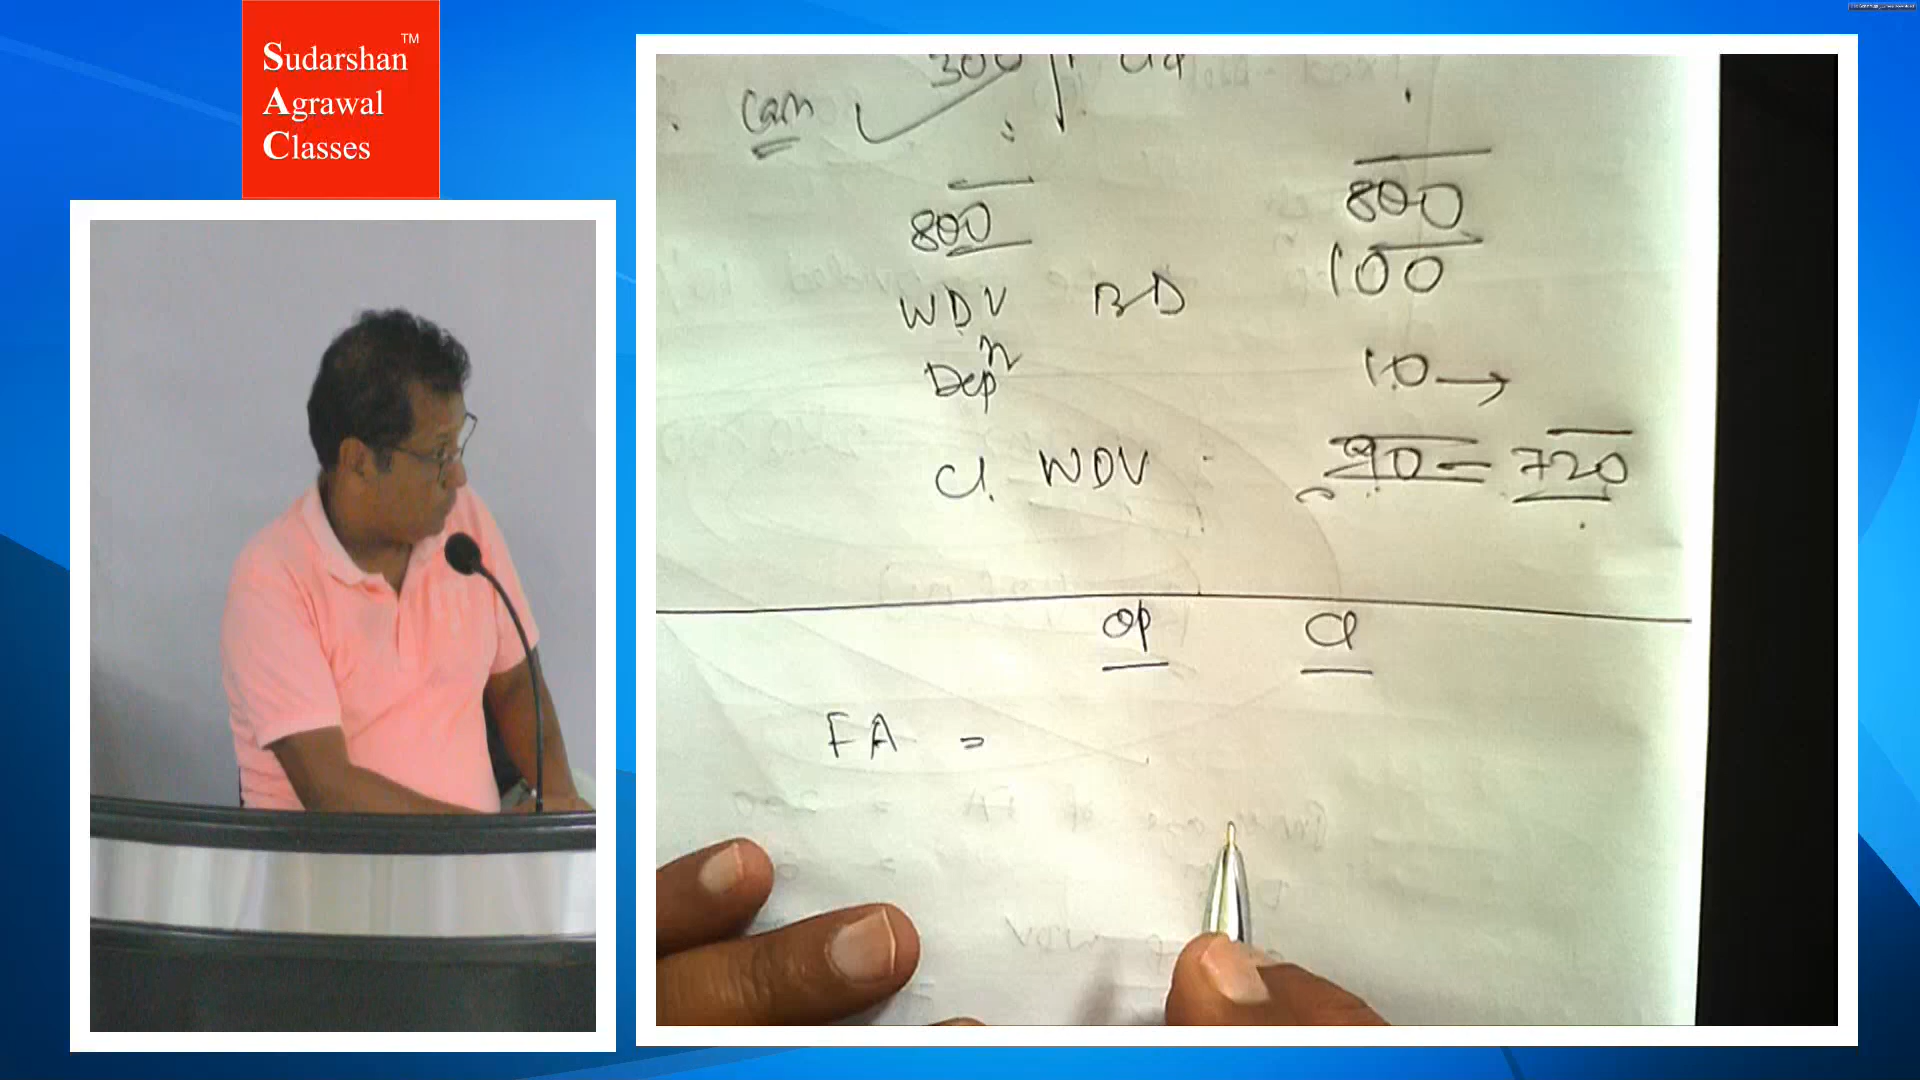 Sudarshan™
Agrawal
Classes
300
Cam
800 800
100
WDV BD
Depn 10 →
Cl. WDV 90 = 720
Op Cl
FA =